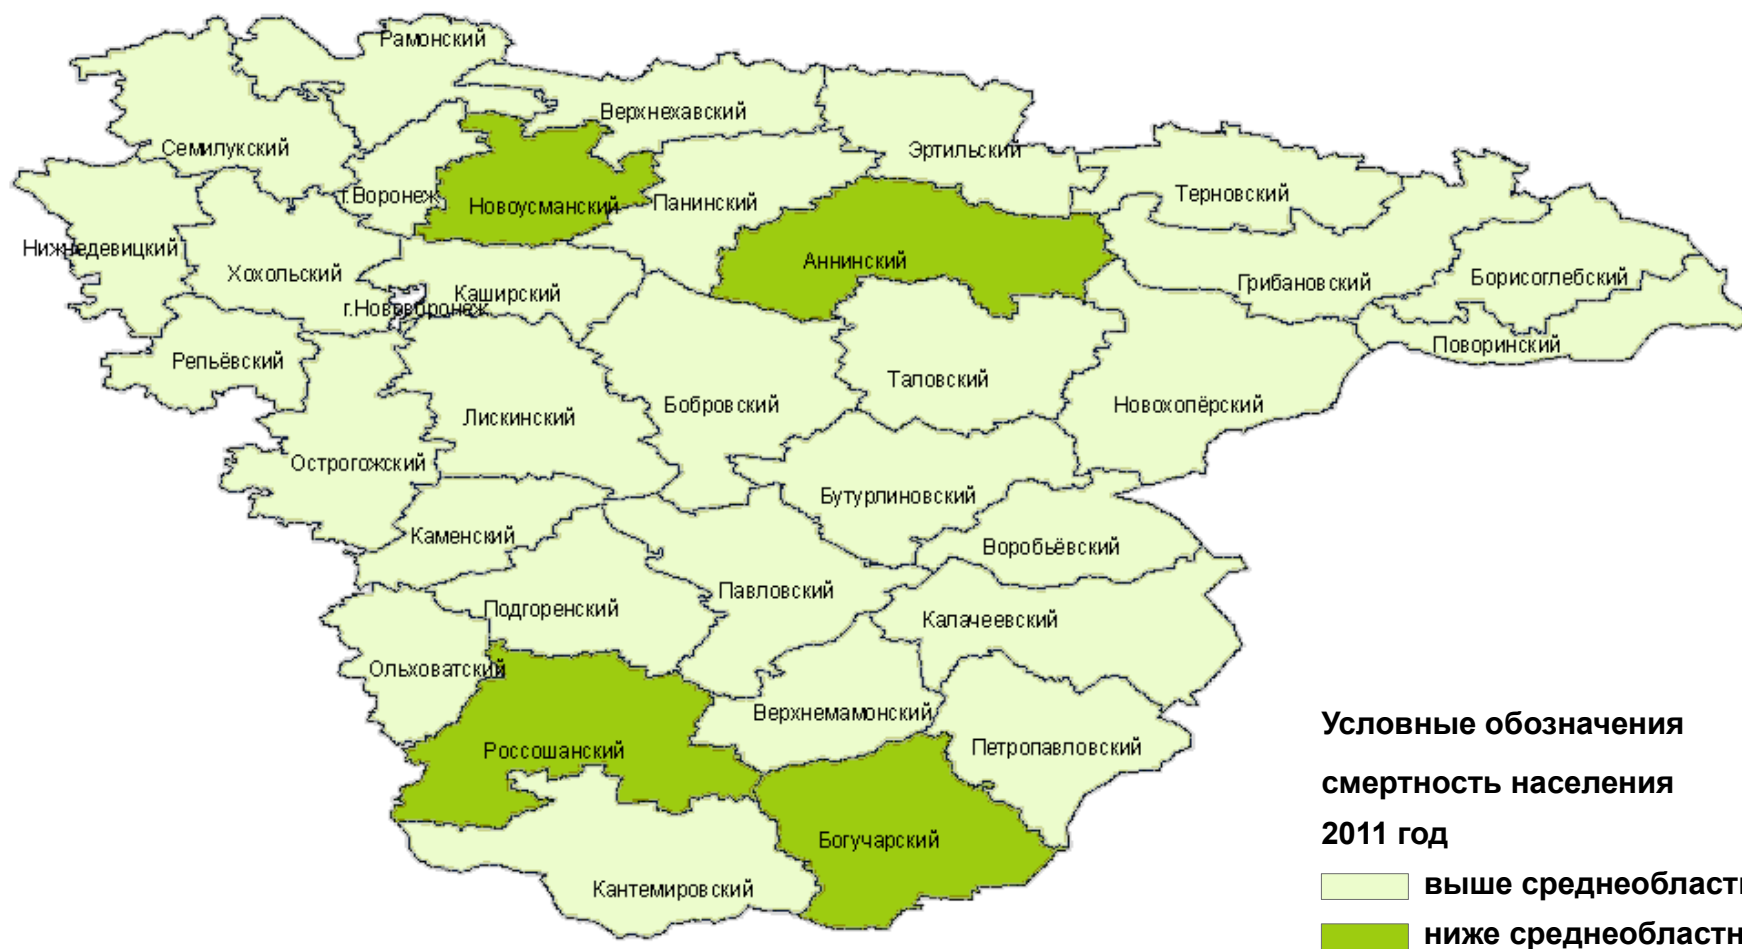 Рамонский
Верхнехавский
Семилукский
Эртильский
г.Воронеж
Новоусманский
Панинский
Терновский
Нижнедевицкий
Хохольский
Аннинский
Грибановский
Борисоглебский
Каширский
г.Нововоронеж
Поворинский
Репьёвский
Таловский
Лискинский
Бобровский
Новохопёрский
Острогожский
Бутурлиновский
Каменский
Воробьёвский
Павловский
Подгоренский
Калачеевский
Ольховатский
Верхнемамонский
Петропавловский
Россошанский
Богучарский
Кантемировский
Условные обозначения
смертность населения
2011 год
выше среднеобластн
ниже среднеобластн